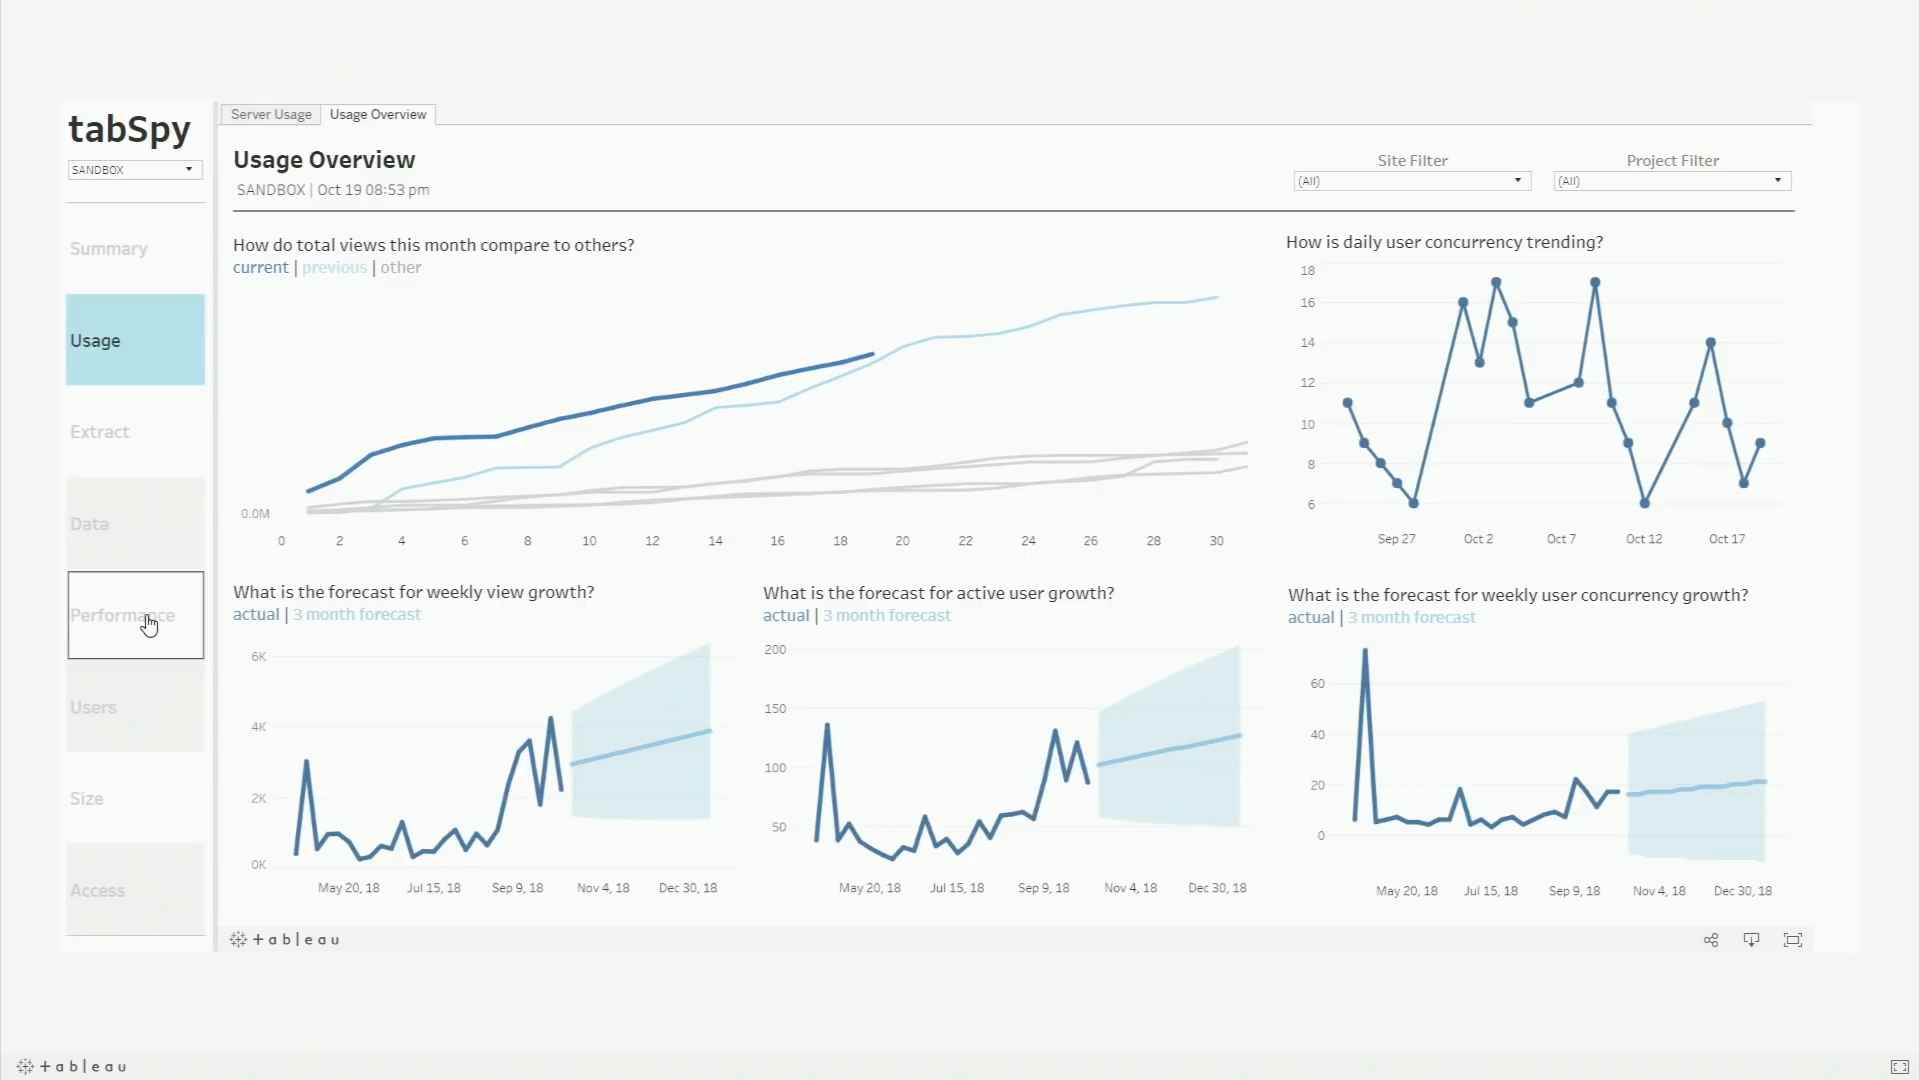 tabSpy
SANDBOX
Summary
Usage
Extract
Data
Performance
Users
Size
Access
Server Usage
Usage Overview
Usage Overview
SANDBOX | Oct 19 08:53 pm
Site Filter
(All)
Project Filter
(All)
How do total views this month compare to others?
current | previous | other
0.0M
0 2 4 6 8 10 12 14 16 18 20 22 24 26 28 30
How is daily user concurrency trending?
18
16
14
12
10
8
6
Sep 27 Oct 2 Oct 7 Oct 12 Oct 17
What is the forecast for weekly view growth?
actual | 3 month forecast
6K
4K
2K
0K
May 20, 18 Jul 15, 18 Sep 9, 18 Nov 4, 18 Dec 30, 18
What is the forecast for active user growth?
actual | 3 month forecast
200
150
100
50
May 20, 18 Jul 15, 18 Sep 9, 18 Nov 4, 18 Dec 30, 18
What is the forecast for weekly user concurrency growth?
actual | 3 month forecast
60
40
20
0
May 20, 18 Jul 15, 18 Sep 9, 18 Nov 4, 18 Dec 30, 18
+ableau
+ableau